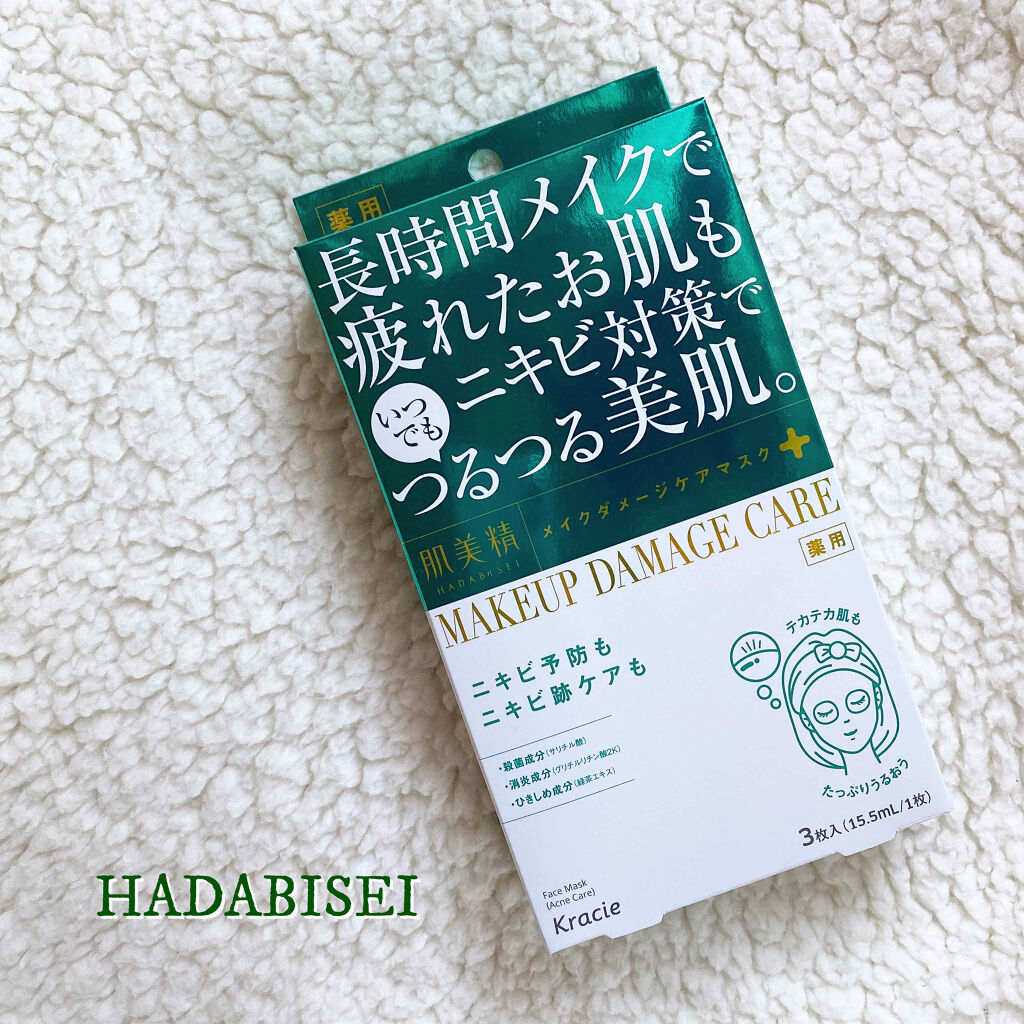 薬用
長時間メイクで
疲れたお肌も
いつでも
ニキビ対策で
つるつる美肌。
肌美精
HADABISEI
メイクダメージケアマスク
MAKEUP DAMAGE CARE
薬用
ニキビ予防も
ニキビ跡ケアも
・殺菌成分(サリチル酸)
・消炎成分(グリチルリチン酸2K)
・ひきしめ成分(緑茶エキス)
テカテカ肌も
たっぷりうるおう
3枚入(15.5mL/1枚)
Face Mask
(Acne Care)
Kracie
HADABISEI